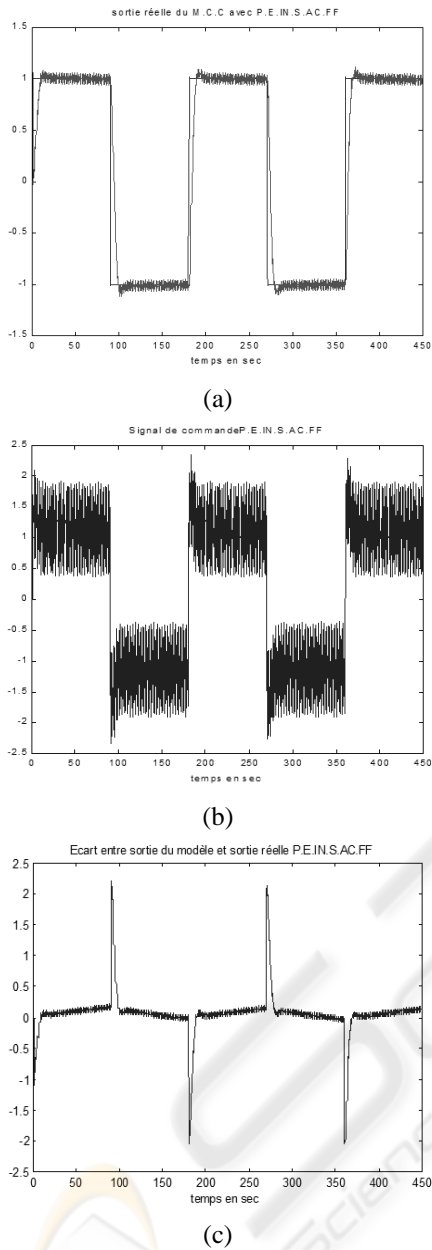 sortie réelle du M.C.C avec P.E.IN.S.AC.FF
1.5
1
0.5
0
-0.5
-1
-1.5
0 50 100 150 200 250 300 350 400 450
temps en sec
(a)
Signal de commandeP.E.IN.S.AC.FF
2.5
2
1.5
1
0.5
0
-0.5
-1
-1.5
-2
-2.5
0 50 100 150 200 250 300 350 400 450
temps en sec
(b)
Ecart entre sortie du modèle et sortie réelle P.E.IN.S.AC.FF
2.5
2
1.5
1
0.5
0
-0.5
-1
-1.5
-2
-2.5
0 50 100 150 200 250 300 350 400 450
temps en sec
(c)